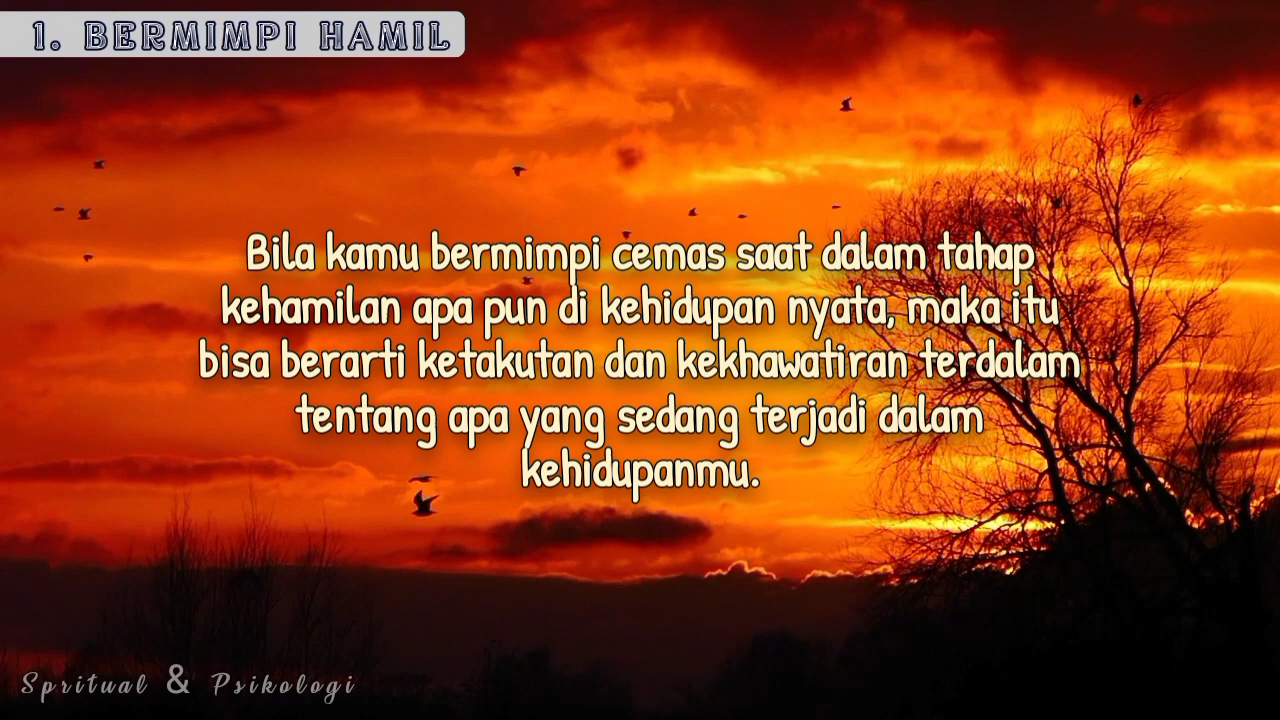 1. BERMIMPI HAMIL
Bila kamu bermimpi cemas saat dalam tahap
kehamilan apa pun di kehidupan nyata, maka itu
bisa berarti ketakutan dan kekhawatiran terdalam
tentang apa yang sedang terjadi dalam
kehidupanmu.
Spritual & Psikologi